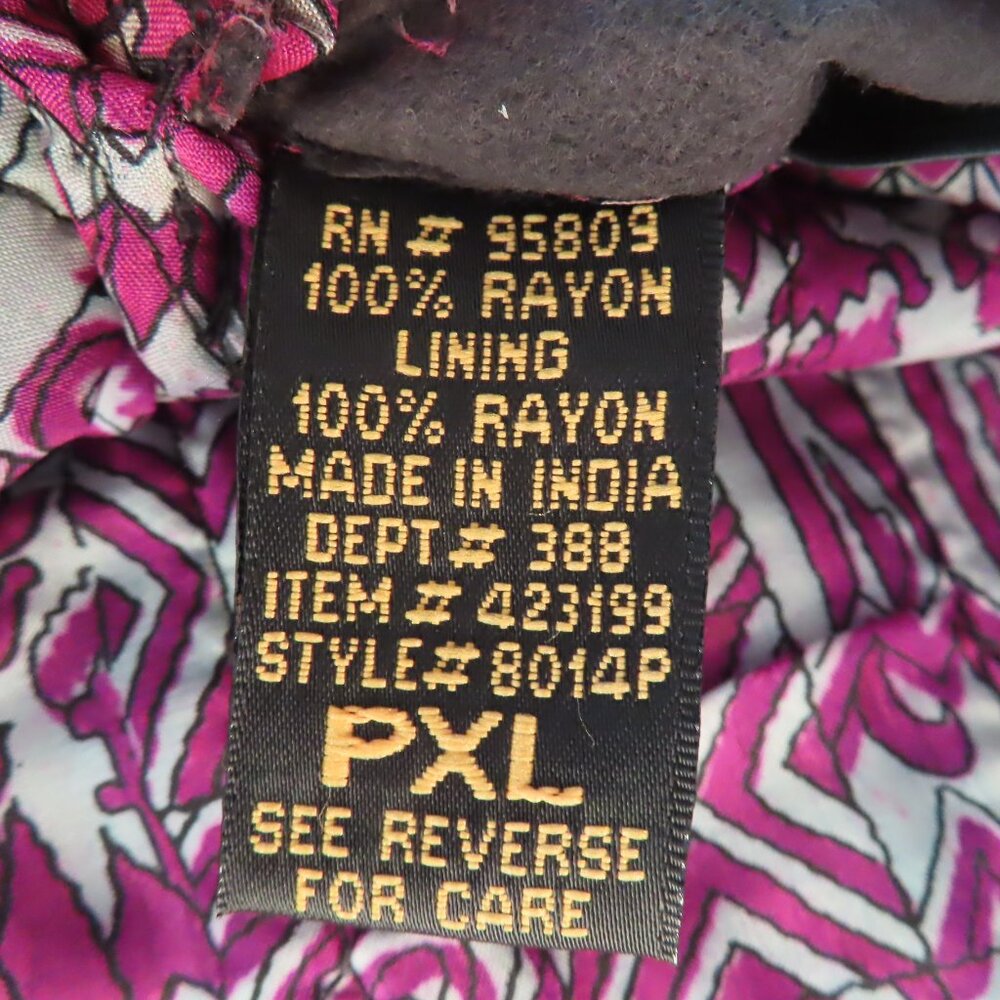 RN # 95809
100% RAYON
LINING
100% RAYON
MADE IN INDIA
DEPT# 388
ITEM # 423199
STYLE# 8014P
PXL
SEE REVERSE
FOR CARE